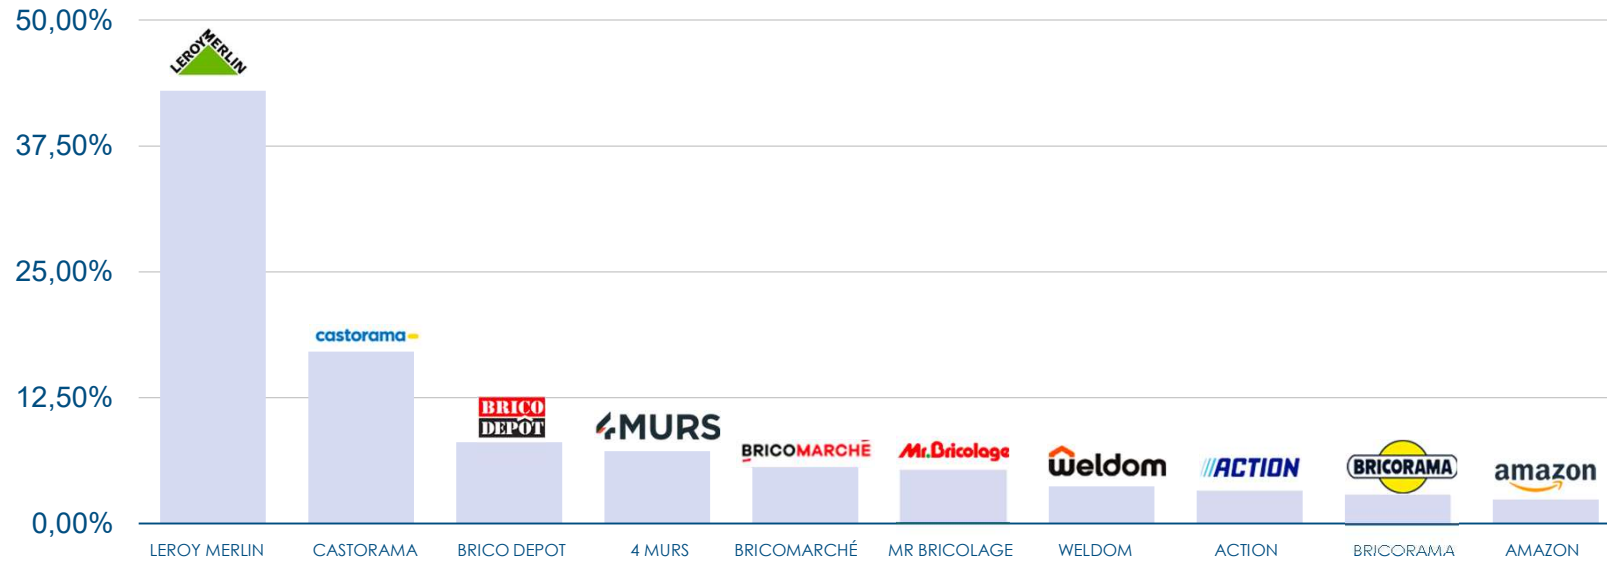 50,00%
LEROY MERLIN
37,50%
25,00%
castorama
12,50%
BRICO
DEPÔT
4MURS
BRICOMARCHÉ
Mr.Bricolage
weldom
ACTION
BRICORAMA
amazon
0,00%
LEROY MERLIN CASTORAMA BRICO DEPOT 4 MURS BRICOMARCHÉ MR BRICOLAGE WELDOM ACTION BRICORAMA AMAZON